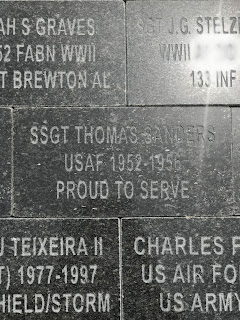 AH S GRAVES
52 FABN WWII
T BREWTON AL
SGT J.G. STELZ
WWII
133 INF
SSGT THOMAS SANDERS
USAF 1952-1956
PROUD TO SERVE
U TEIXEIRA II
T) 1977-1997
HIELD/STORM
CHARLES F
US AIR FO
US ARMY